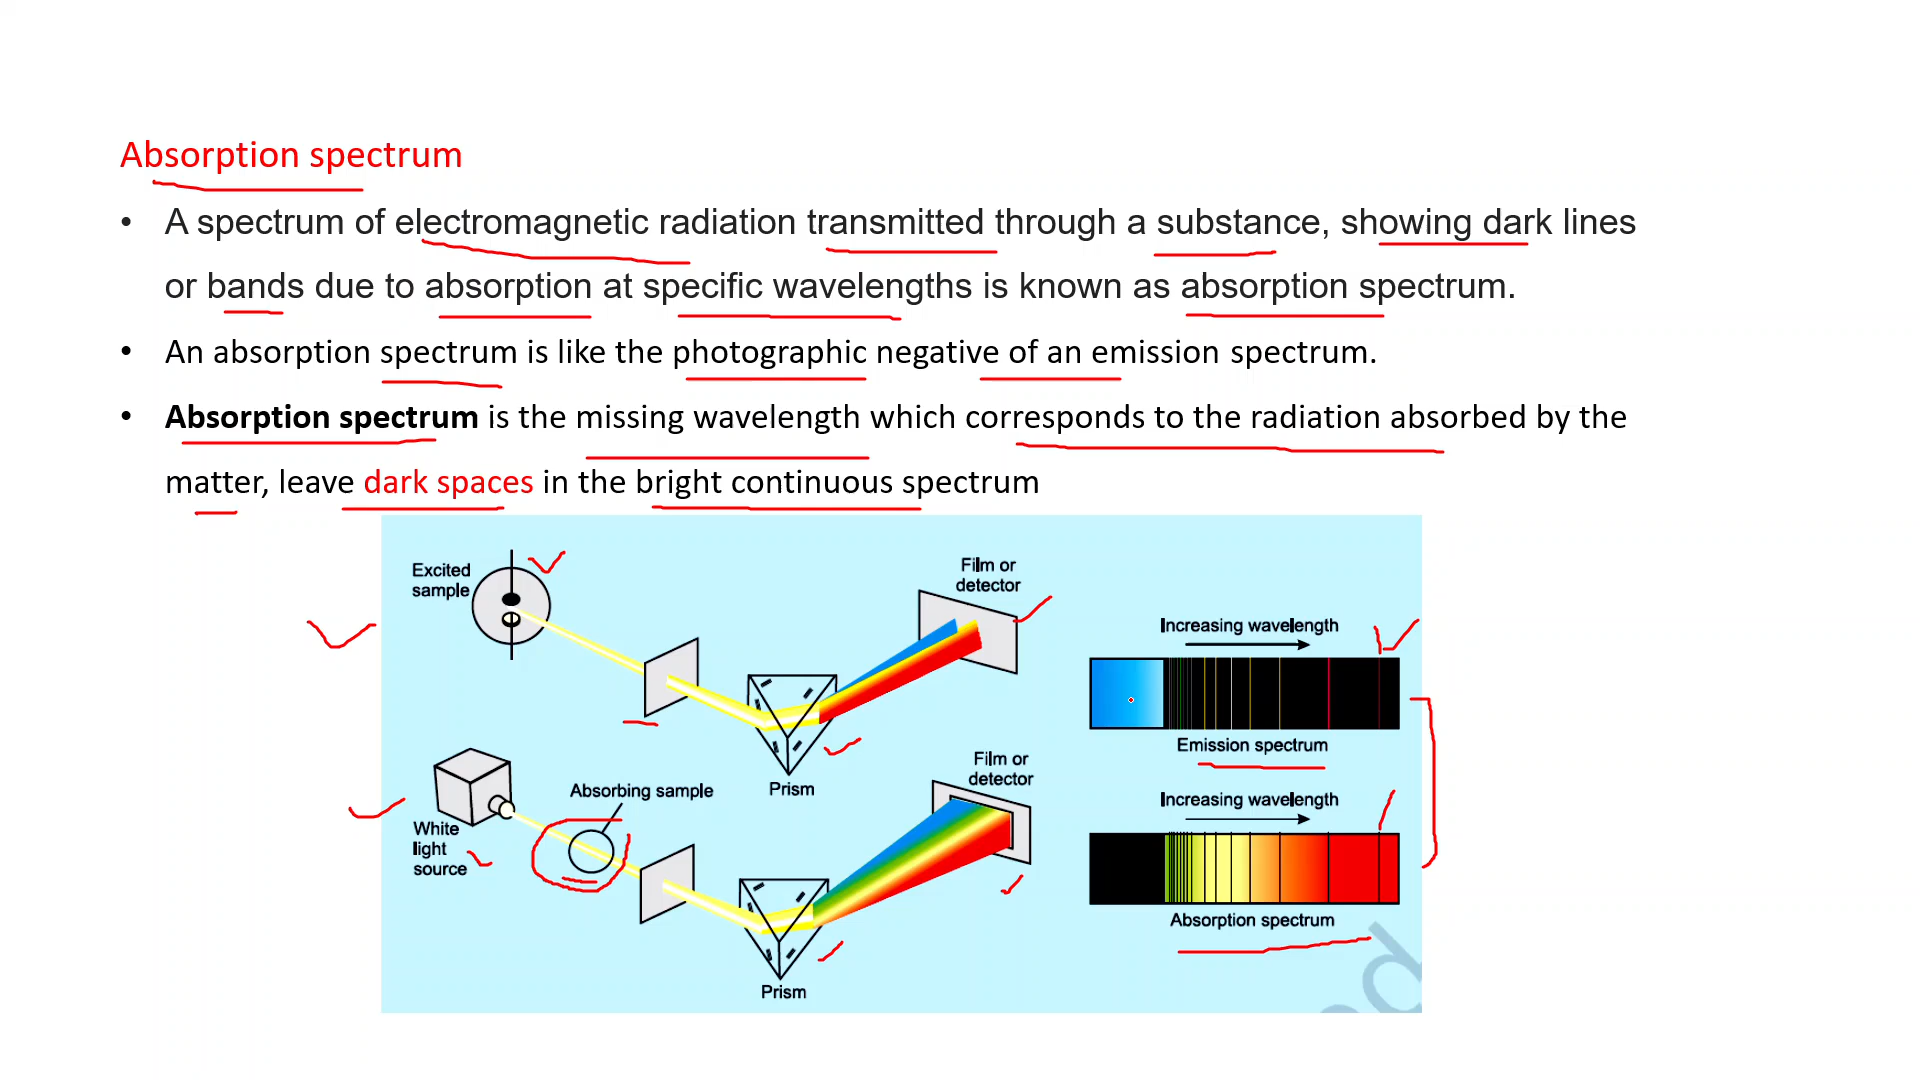 Absorption spectrum
• A spectrum of electromagnetic radiation transmitted through a substance, showing dark lines
or bands due to absorption at specific wavelengths is known as absorption spectrum.
• An absorption spectrum is like the photographic negative of an emission spectrum.
• Absorption spectrum is the missing wavelength which corresponds to the radiation absorbed by the
matter, leave dark spaces in the bright continuous spectrum
Excited
sample
Film or
detector
Prism
Increasing wavelength
Emission spectrum
White
light
source
Absorbing sample
Film or
detector
Prism
Increasing wavelength
Absorption spectrum